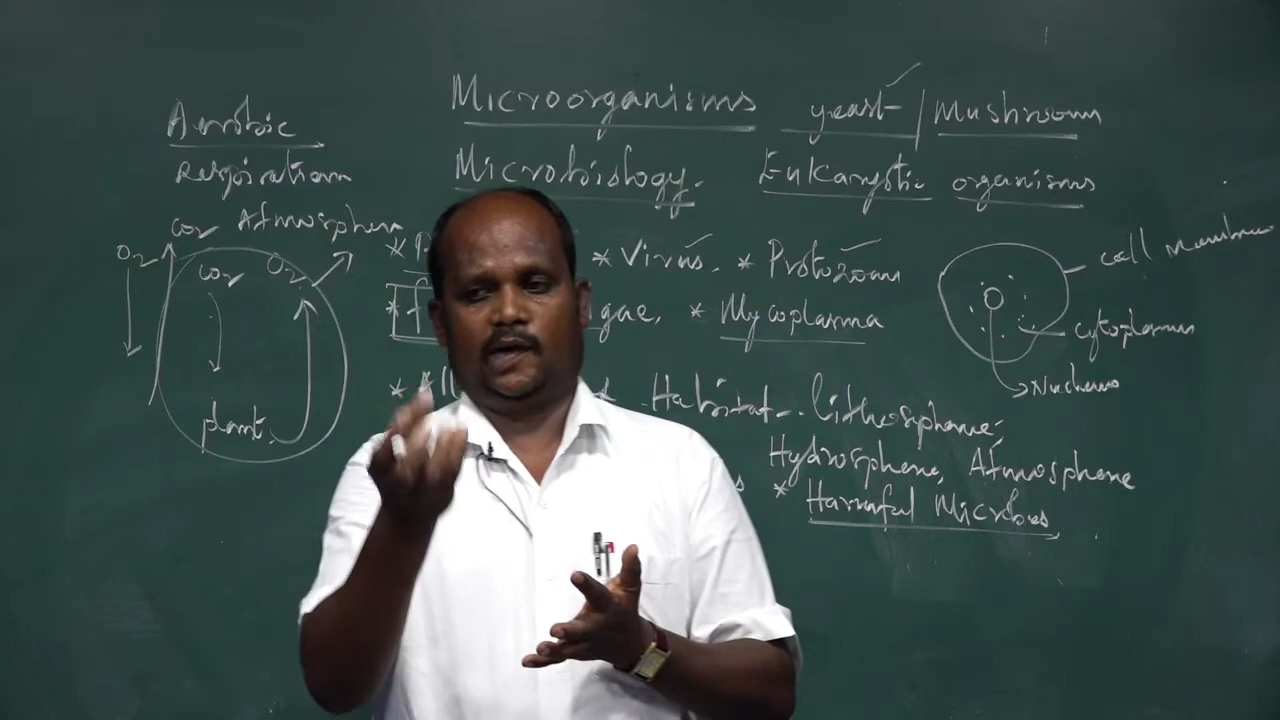 Aerobic
Respiration
CO2 Atmosphere
O2
CO2 O2
plant
Microorganisms
Microbiology.
* Virus. * Protozoan
* Mycoplasma
* Habitat - lithosphere
Hydrosphere, Atmosphere
* Harmful Microbes
yeast / Mushroom
Eukaryotic organisms
cell membrane
cytoplasm
Nucleus